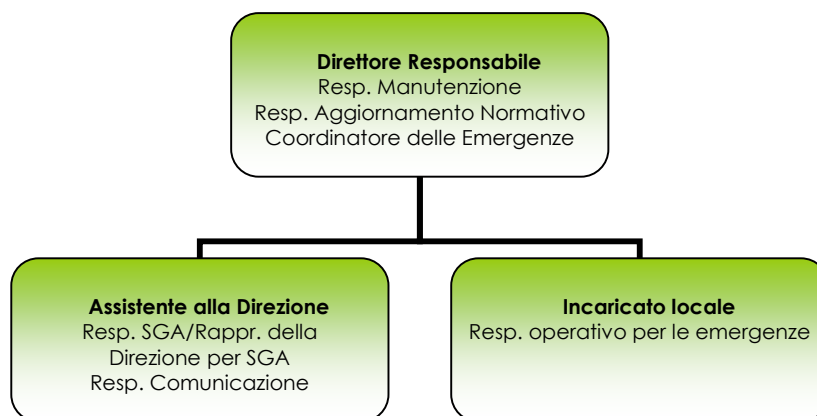 Direttore Responsabile
Resp. Manutenzione
Resp. Aggiornamento Normativo
Coordinatore delle Emergenze
Assistente alla Direzione
Resp. SGA/Rappr. della
Direzione per SGA
Resp. Comunicazione
Incaricato locale
Resp. operativo per le emergenze